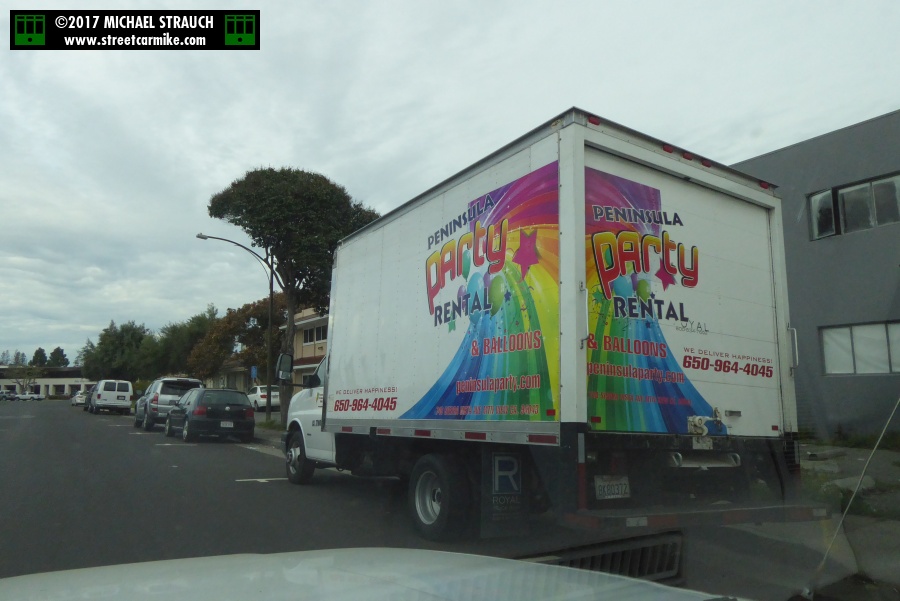 ©2017 MICHAEL STRAUCH
www.streetcarmike.com
PENINSULA
party
RENTAL
& BALLOONS
peninsulaparty.com
WE DELIVER HAPPINESS!
650-964-4045
PENINSULA
party
RENTAL
& BALLOONS
peninsulaparty.com
WE DELIVER HAPPINESS!
650-964-4045
R
ROYAL